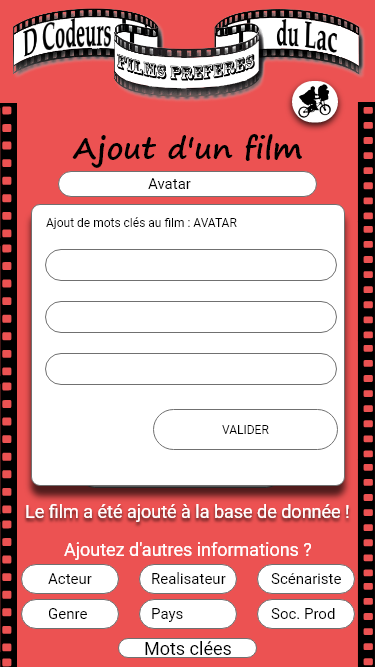 D Codeurs du Lac
FILMS PREFERES
Ajout d'un film
Avatar
Ajout de mots clés au film : AVATAR
VALIDER
Le film a été ajouté à la base de donnée !
Ajoutez d'autres informations ?
Acteur Realisateur Scénariste
Genre Pays Soc. Prod
Mots clées